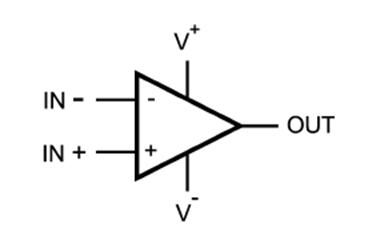 V+
IN - -
OUT
IN + +
V-